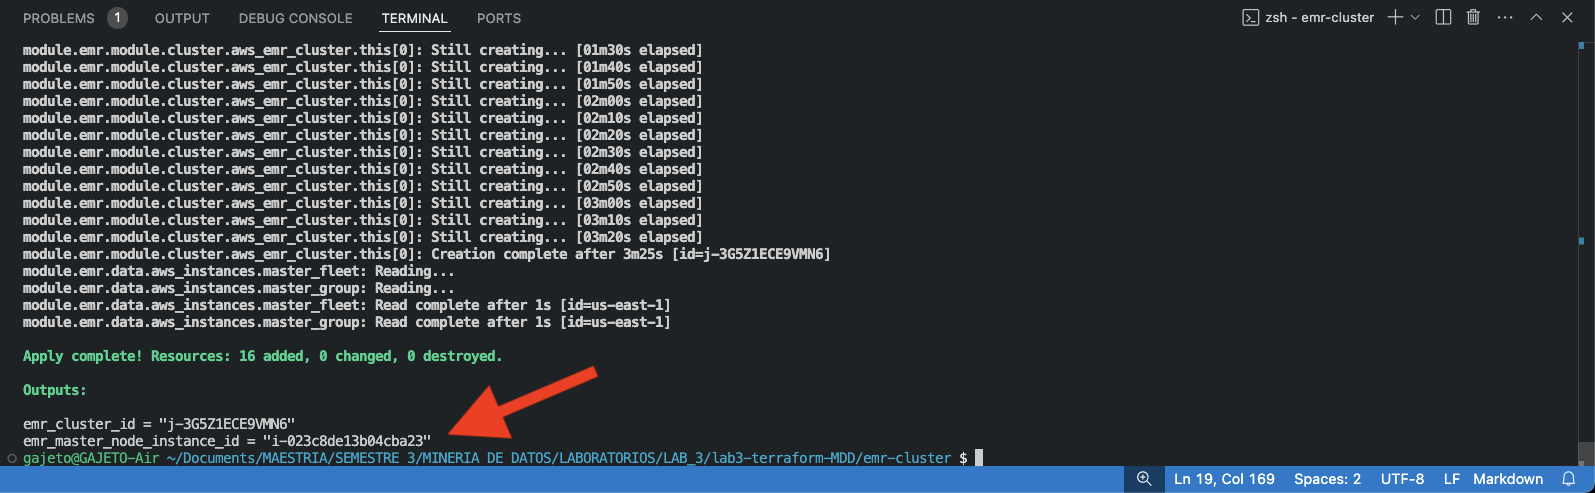 PROBLEMS 1 OUTPUT DEBUG CONSOLE TERMINAL PORTS zsh - emr-cluster
module.emr.module.cluster.aws_emr_cluster.this[0]: Still creating... [01m30s elapsed]
module.emr.module.cluster.aws_emr_cluster.this[0]: Still creating... [01m40s elapsed]
module.emr.module.cluster.aws_emr_cluster.this[0]: Still creating... [01m50s elapsed]
module.emr.module.cluster.aws_emr_cluster.this[0]: Still creating... [02m00s elapsed]
module.emr.module.cluster.aws_emr_cluster.this[0]: Still creating... [02m10s elapsed]
module.emr.module.cluster.aws_emr_cluster.this[0]: Still creating... [02m20s elapsed]
module.emr.module.cluster.aws_emr_cluster.this[0]: Still creating... [02m30s elapsed]
module.emr.module.cluster.aws_emr_cluster.this[0]: Still creating... [02m40s elapsed]
module.emr.module.cluster.aws_emr_cluster.this[0]: Still creating... [02m50s elapsed]
module.emr.module.cluster.aws_emr_cluster.this[0]: Still creating... [03m00s elapsed]
module.emr.module.cluster.aws_emr_cluster.this[0]: Still creating... [03m10s elapsed]
module.emr.module.cluster.aws_emr_cluster.this[0]: Still creating... [03m20s elapsed]
module.emr.module.cluster.aws_emr_cluster.this[0]: Creation complete after 3m25s [id=j-3G5Z1ECE9VMN6]
module.emr.data.aws_instances.master_fleet: Reading...
module.emr.data.aws_instances.master_group: Reading...
module.emr.data.aws_instances.master_fleet: Read complete after 1s [id=us-east-1]
module.emr.data.aws_instances.master_group: Read complete after 1s [id=us-east-1]
Apply complete! Resources: 16 added, 0 changed, 0 destroyed.
Outputs:
emr_cluster_id = "j-3G5Z1ECE9VMN6"
emr_master_node_instance_id = "i-023c8de13b04cba23"
gajeto@GAJETO-Air ~/Documents/MAESTRIA/SEMESTRE 3/MINERIA DE DATOS/LABORATORIOS/LAB_3/lab3-terraform-MDD/emr-cluster $
Ln 19, Col 169 Spaces: 2 UTF-8 LF Markdown